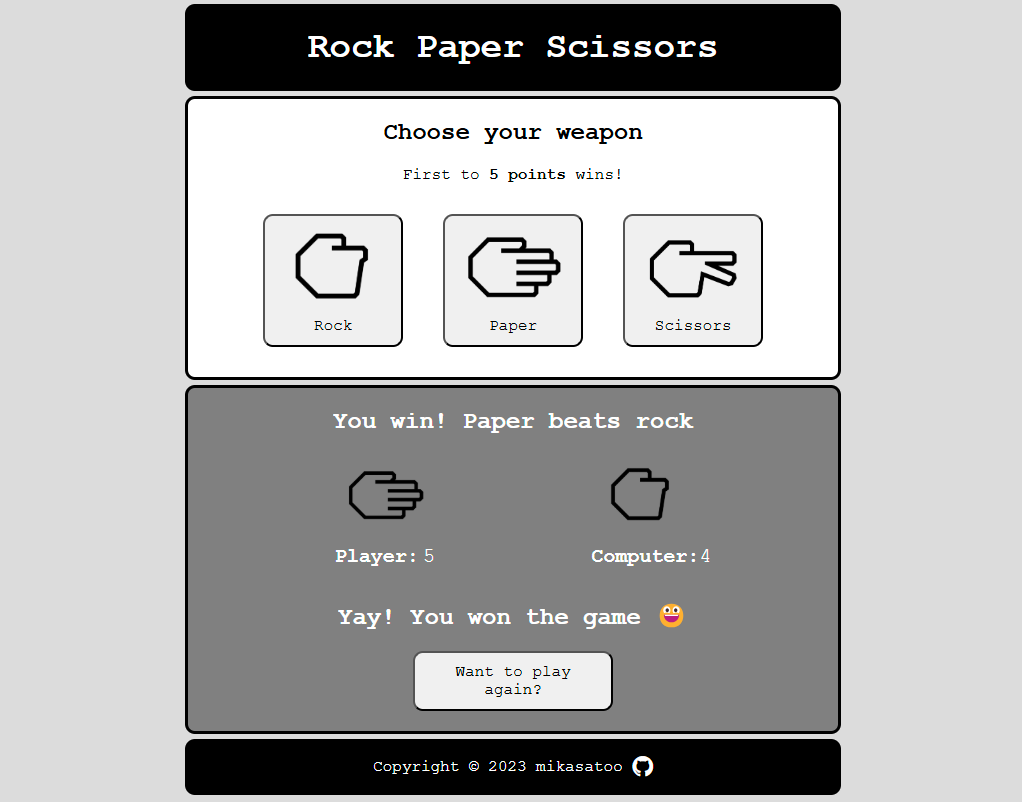 Rock Paper Scissors
Choose your weapon
First to 5 points wins!
Rock
Paper
Scissors
You win! Paper beats rock
Player: 5
Computer:4
Yay! You won the game 😀
Want to play
again?
Copyright © 2023 mikasatoo